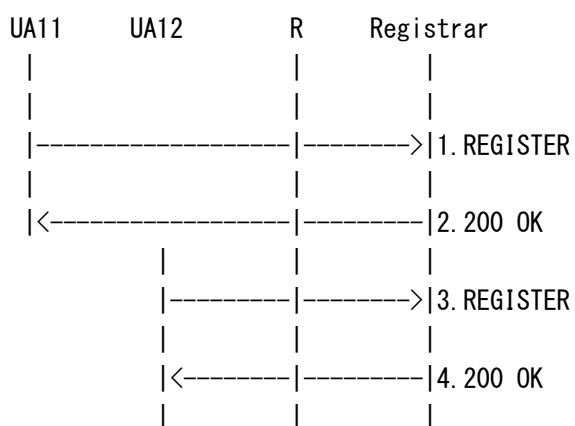 UA11 UA12 R Registrar
1.REGISTER
2.200 OK
3.REGISTER
4.200 OK